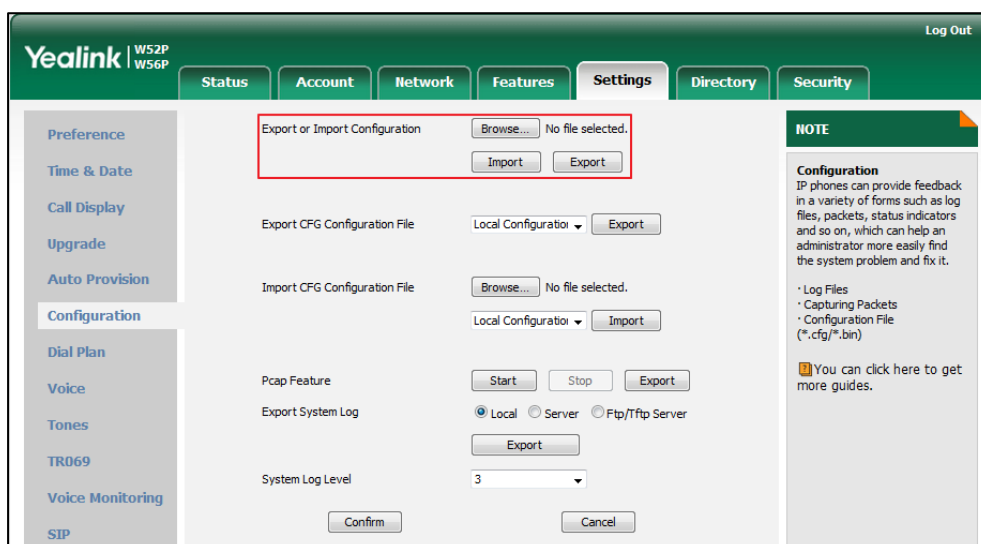 Log Out
Yealink | W52P W56P
Status Account Network Features Settings Directory Security
Preference
Time & Date
Call Display
Upgrade
Auto Provision
Configuration
Dial Plan
Voice
Tones
TR069
Voice Monitoring
SIP
Export or Import Configuration Browse... No file selected.
Import Export
Export CFG Configuration File Local Configuration Export
Import CFG Configuration File Browse... No file selected.
Local Configuration Import
Pcap Feature Start Stop Export
Export System Log Local Server Ftp/Tftp Server
Export
System Log Level 3
Confirm Cancel
NOTE
Configuration
IP phones can provide feedback
in a variety of forms such as log
files, packets, status indicators
and so on, which can help an
administrator more easily find
the system problem and fix it.
· Log Files
· Capturing Packets
· Configuration File
(*.cfg/*.bin)
You can click here to get
more guides.